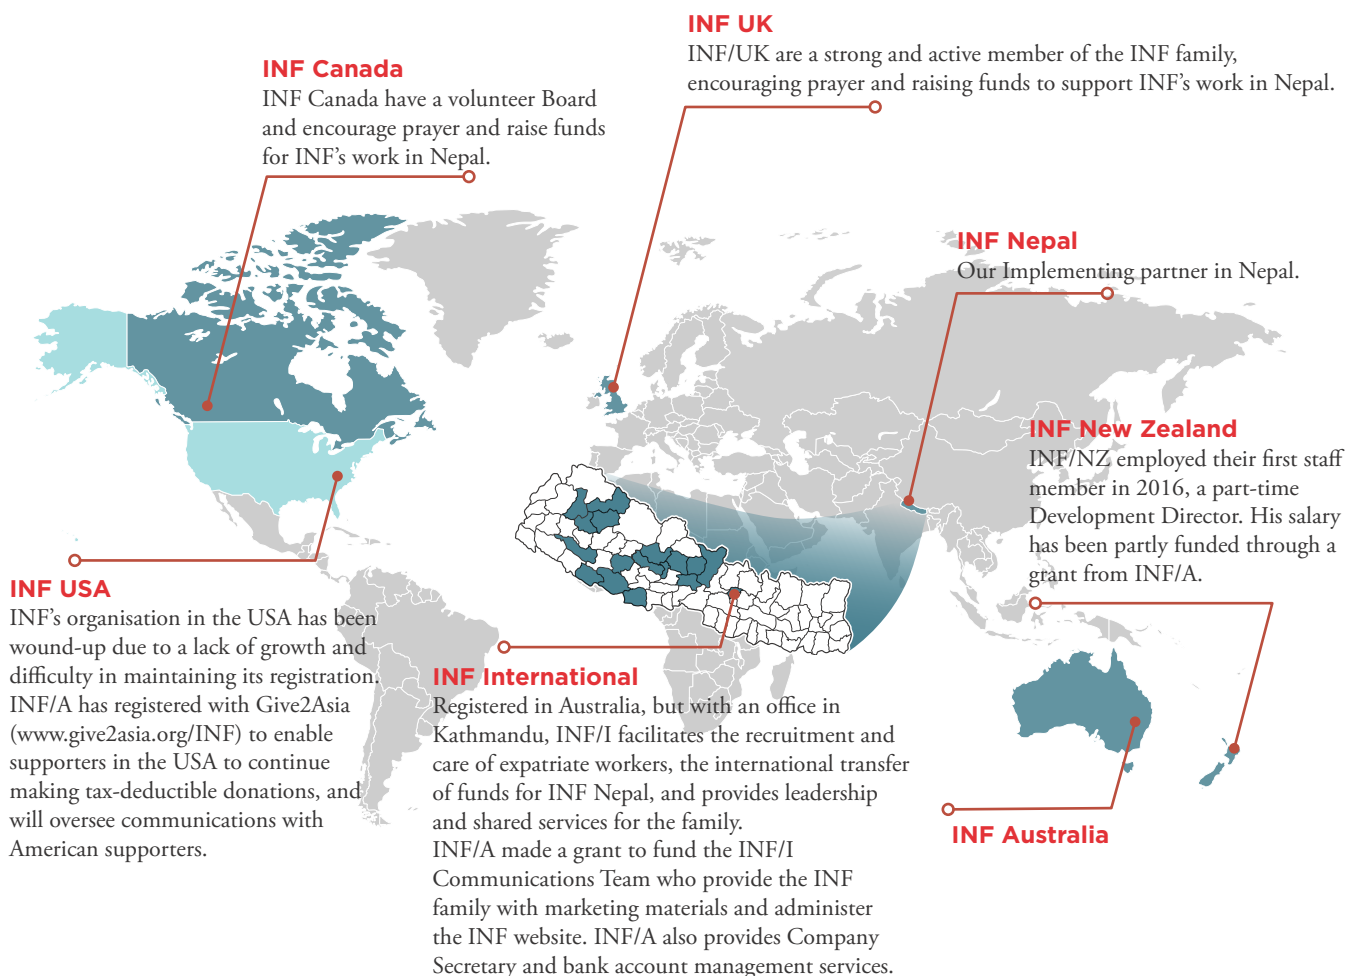 INF UK
INF/UK are a strong and active member of the INF family,
encouraging prayer and raising funds to support INF’s work in Nepal.
INF Canada
INF Canada have a volunteer Board
and encourage prayer and raise funds
for INF’s work in Nepal.
INF Nepal
Our Implementing partner in Nepal.
INF New Zealand
INF/NZ employed their first staff
member in 2016, a part-time
Development Director. His salary
has been partly funded through a
grant from INF/A.
INF USA
INF’s organisation in the USA has been
wound-up due to a lack of growth and
difficulty in maintaining its registration.
INF/A has registered with Give2Asia
(www.give2asia.org/INF) to enable
supporters in the USA to continue
making tax-deductible donations, and
will oversee communications with
American supporters.
INF International
Registered in Australia, but with an office in
Kathmandu, INF/I facilitates the recruitment and
care of expatriate workers, the international transfer
of funds for INF Nepal, and provides leadership
and shared services for the family.
INF/A made a grant to fund the INF/I
Communications Team who provide the INF
family with marketing materials and administer
the INF website. INF/A also provides Company
Secretary and bank account management services.
INF Australia